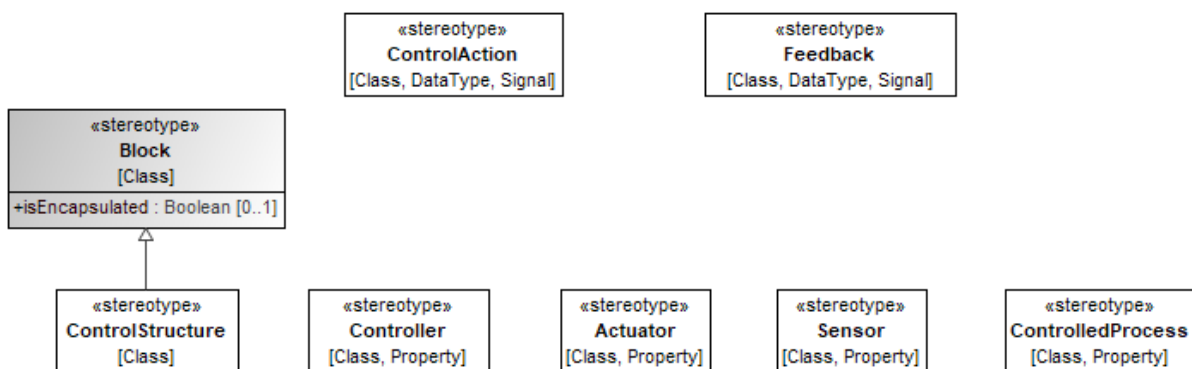 «stereotype»
ControlAction
[Class, DataType, Signal]
«stereotype»
Feedback
[Class, DataType, Signal]
«stereotype»
Block
[Class]
+isEncapsulated : Boolean [0..1]
«stereotype»
ControlStructure
[Class]
«stereotype»
Controller
[Class, Property]
«stereotype»
Actuator
[Class, Property]
«stereotype»
Sensor
[Class, Property]
«stereotype»
ControlledProcess
[Class, Property]